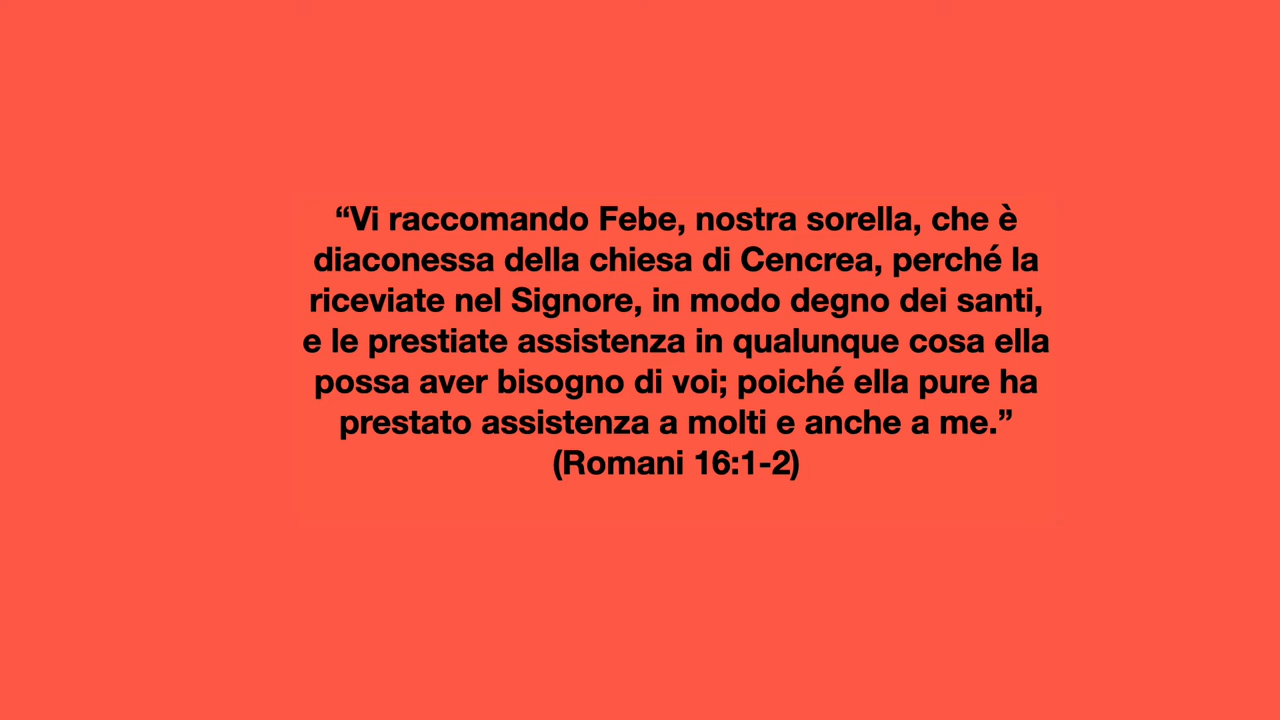 “Vi raccomando Febe, nostra sorella, che è
diaconessa della chiesa di Cencrea, perché la
riceviate nel Signore, in modo degno dei santi,
e le prestiate assistenza in qualunque cosa ella
possa aver bisogno di voi; poiché ella pure ha
prestato assistenza a molti e anche a me.”
(Romani 16:1-2)